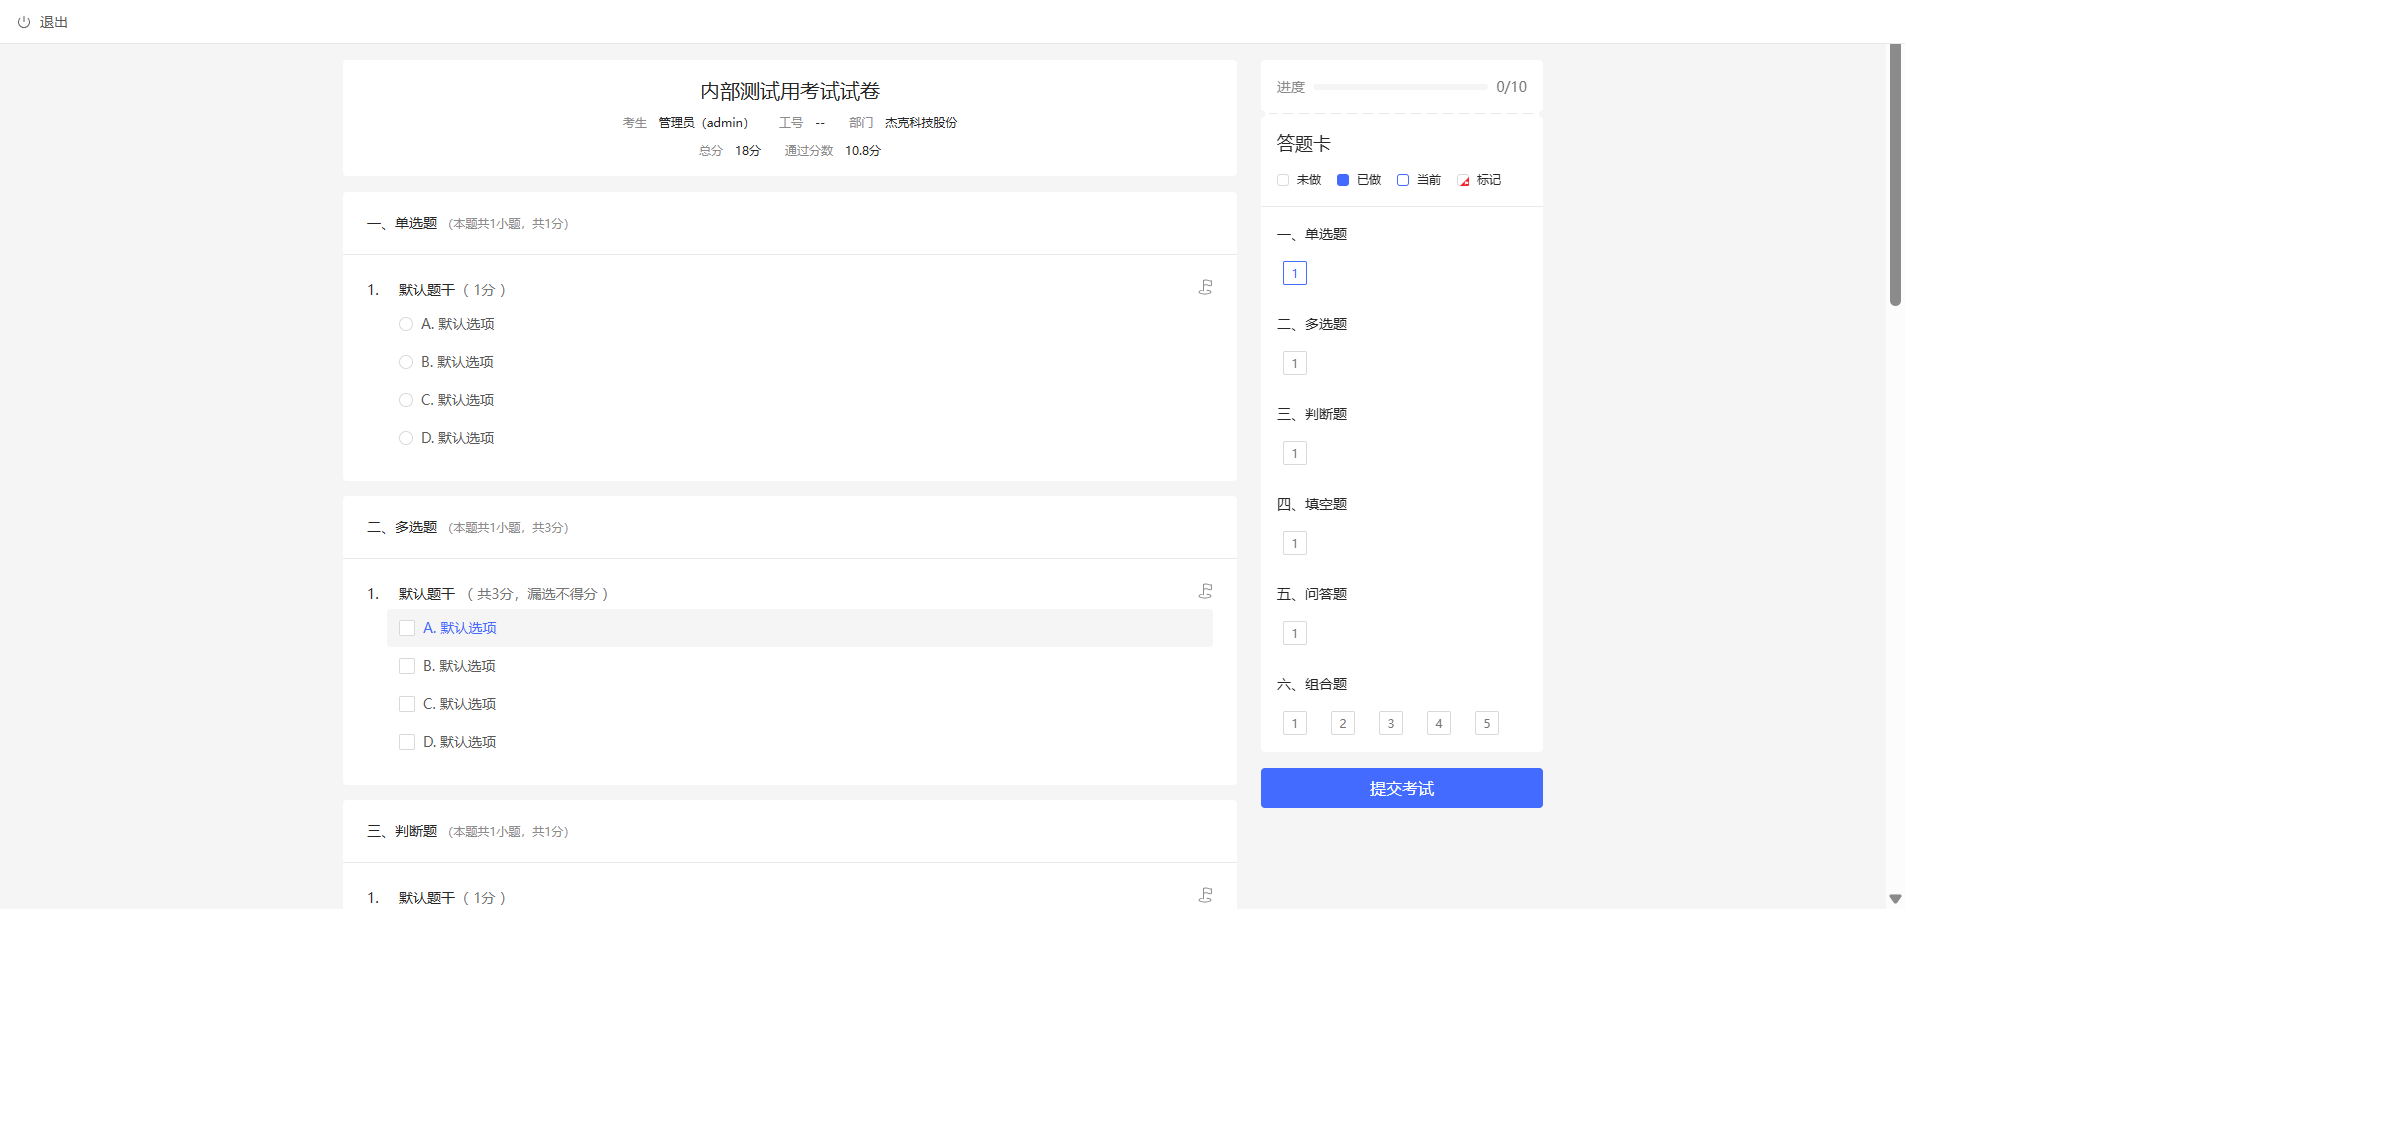 退出
内部测试用考试试卷
考生 管理员（admin） 工号 -- 部门 杰克科技股份
总分 18分 通过分数 10.8分
一、单选题 （本题共1小题，共1分）
1. 默认题干（ 1分 ）
A. 默认选项
B. 默认选项
C. 默认选项
D. 默认选项
二、多选题 （本题共1小题，共3分）
1. 默认题干 （ 共3分，漏选不得分 ）
A. 默认选项
B. 默认选项
C. 默认选项
D. 默认选项
三、判断题 （本题共1小题，共1分）
1. 默认题干（ 1分 ）
进度 0/10
答题卡
未做 已做 当前 标记
一、单选题
1
二、多选题
1
三、判断题
1
四、填空题
1
五、问答题
1
六、组合题
1 2 3 4 5
提交考试